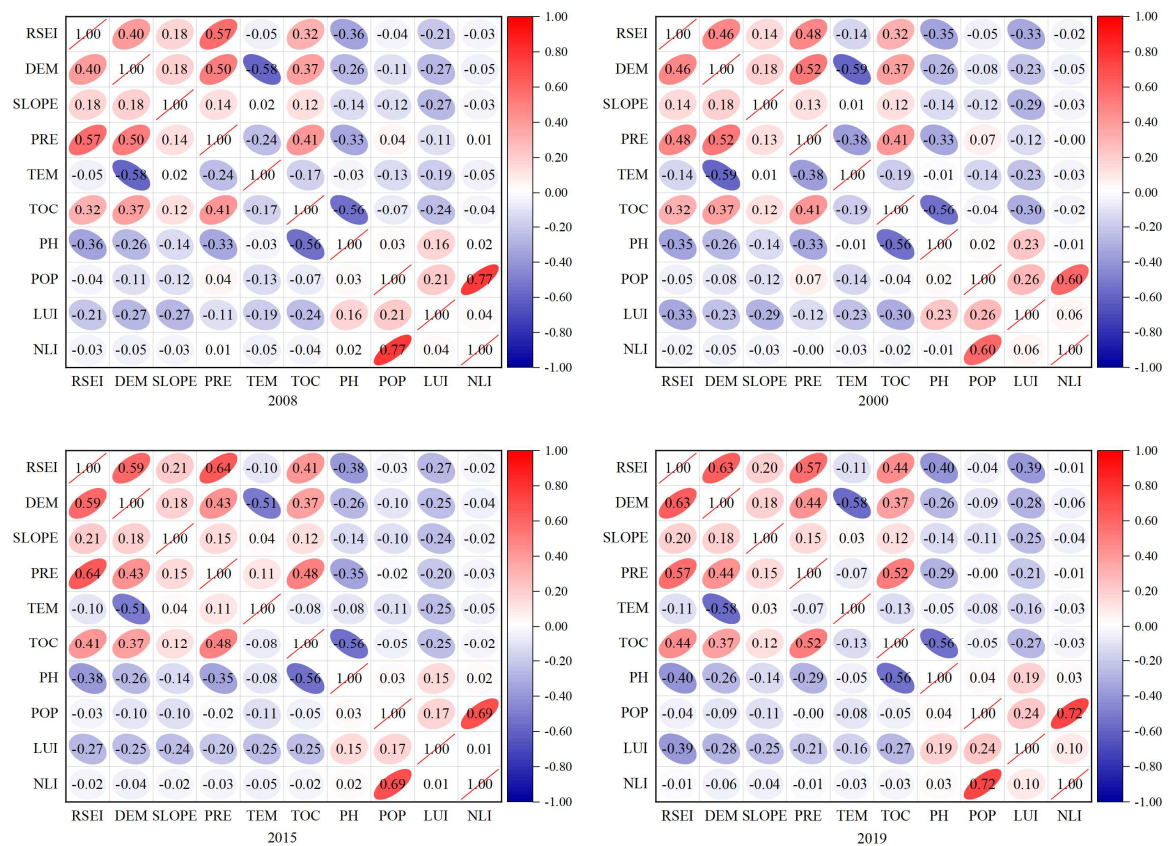 RSEI 1.00 0.40 0.18 0.57 -0.05 0.32 -0.36 -0.04 -0.21 -0.03
DEM 0.40 1.00 0.18 0.50 -0.58 0.37 -0.26 -0.11 -0.27 -0.05
SLOPE 0.18 0.18 1.00 0.14 0.02 0.12 -0.14 -0.12 -0.27 -0.03
PRE 0.57 0.50 0.14 1.00 -0.24 0.41 -0.33 0.04 -0.11 0.01
TEM -0.05 -0.58 0.02 -0.24 1.00 -0.17 -0.03 -0.13 -0.19 -0.05
TOC 0.32 0.37 0.12 0.41 -0.17 1.00 -0.56 -0.07 -0.24 -0.04
PH -0.36 -0.26 -0.14 -0.33 -0.03 -0.56 1.00 0.03 0.16 0.02
POP -0.04 -0.11 -0.12 0.04 -0.13 -0.07 0.03 1.00 0.21 0.77
LUI -0.21 -0.27 -0.27 -0.11 -0.19 -0.24 0.16 0.21 1.00 0.04
NLI -0.03 -0.05 -0.03 0.01 -0.05 -0.04 0.02 0.77 0.04 1.00
RSEI DEM SLOPE PRE TEM TOC PH POP LUI NLI
2008
1.00
0.80
0.60
0.40
0.20
0.00
-0.20
-0.40
-0.60
-0.80
-1.00
RSEI 1.00 0.46 0.14 0.48 -0.14 0.32 -0.35 -0.05 -0.33 -0.02
DEM 0.46 1.00 0.18 0.52 -0.59 0.37 -0.26 -0.08 -0.23 -0.05
SLOPE 0.14 0.18 1.00 0.13 0.01 0.12 -0.14 -0.12 -0.29 -0.03
PRE 0.48 0.52 0.13 1.00 -0.38 0.41 -0.33 0.07 -0.12 -0.00
TEM -0.14 -0.59 0.01 -0.38 1.00 -0.19 -0.01 -0.14 -0.23 -0.03
TOC 0.32 0.37 0.12 0.41 -0.19 1.00 -0.56 -0.04 -0.30 -0.02
PH -0.35 -0.26 -0.14 -0.33 -0.01 -0.56 1.00 0.02 0.23 -0.01
POP -0.05 -0.08 -0.12 0.07 -0.14 -0.04 0.02 1.00 0.26 0.60
LUI -0.33 -0.23 -0.29 -0.12 -0.23 -0.30 0.23 0.26 1.00 0.06
NLI -0.02 -0.05 -0.03 -0.00 -0.03 -0.02 -0.01 0.60 0.06 1.00
RSEI DEM SLOPE PRE TEM TOC PH POP LUI NLI
2000
1.00
0.80
0.60
0.40
0.20
0.00
-0.20
-0.40
-0.60
-0.80
-1.00
RSEI 1.00 0.59 0.21 0.64 -0.10 0.41 -0.38 -0.03 -0.27 -0.02
DEM 0.59 1.00 0.18 0.43 -0.51 0.37 -0.26 -0.10 -0.25 -0.04
SLOPE 0.21 0.18 1.00 0.15 0.04 0.12 -0.14 -0.10 -0.24 -0.02
PRE 0.64 0.43 0.15 1.00 0.11 0.48 -0.35 -0.02 -0.20 -0.03
TEM -0.10 -0.51 0.04 0.11 1.00 -0.08 -0.08 -0.11 -0.25 -0.05
TOC 0.41 0.37 0.12 0.48 -0.08 1.00 -0.56 -0.05 -0.25 -0.02
PH -0.38 -0.26 -0.14 -0.35 -0.08 -0.56 1.00 0.03 0.15 0.02
POP -0.03 -0.10 -0.10 -0.02 -0.11 -0.05 0.03 1.00 0.17 0.69
LUI -0.27 -0.25 -0.24 -0.20 -0.25 -0.25 0.15 0.17 1.00 0.01
NLI -0.02 -0.04 -0.02 -0.03 -0.05 -0.02 0.02 0.69 0.01 1.00
RSEI DEM SLOPE PRE TEM TOC PH POP LUI NLI
2015
1.00
0.80
0.60
0.40
0.20
0.00
-0.20
-0.40
-0.60
-0.80
-1.00
RSEI 1.00 0.63 0.20 0.57 -0.11 0.44 -0.40 -0.04 -0.39 -0.01
DEM 0.63 1.00 0.18 0.44 -0.58 0.37 -0.26 -0.09 -0.28 -0.06
SLOPE 0.20 0.18 1.00 0.15 0.03 0.12 -0.14 -0.11 -0.25 -0.04
PRE 0.57 0.44 0.15 1.00 -0.07 0.52 -0.29 -0.00 -0.21 -0.01
TEM -0.11 -0.58 0.03 -0.07 1.00 -0.13 -0.05 -0.08 -0.16 -0.03
TOC 0.44 0.37 0.12 0.52 -0.13 1.00 -0.56 -0.05 -0.27 -0.03
PH -0.40 -0.26 -0.14 -0.29 -0.05 -0.56 1.00 0.04 0.19 0.03
POP -0.04 -0.09 -0.11 -0.00 -0.08 -0.05 0.04 1.00 0.24 0.72
LUI -0.39 -0.28 -0.25 -0.21 -0.16 -0.27 0.19 0.24 1.00 0.10
NLI -0.01 -0.06 -0.04 -0.01 -0.03 -0.03 0.03 0.72 0.10 1.00
RSEI DEM SLOPE PRE TEM TOC PH POP LUI NLI
2019
1.00
0.80
0.60
0.40
0.20
0.00
-0.20
-0.40
-0.60
-0.80
-1.00